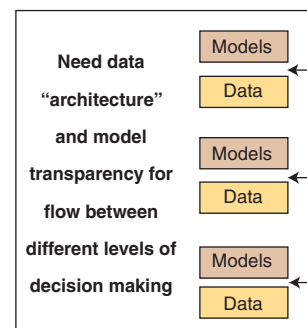 Need data
“architecture”
and model
transparency for
flow between
different levels of
decision making
Models
Data
Models
Data
Models
Data